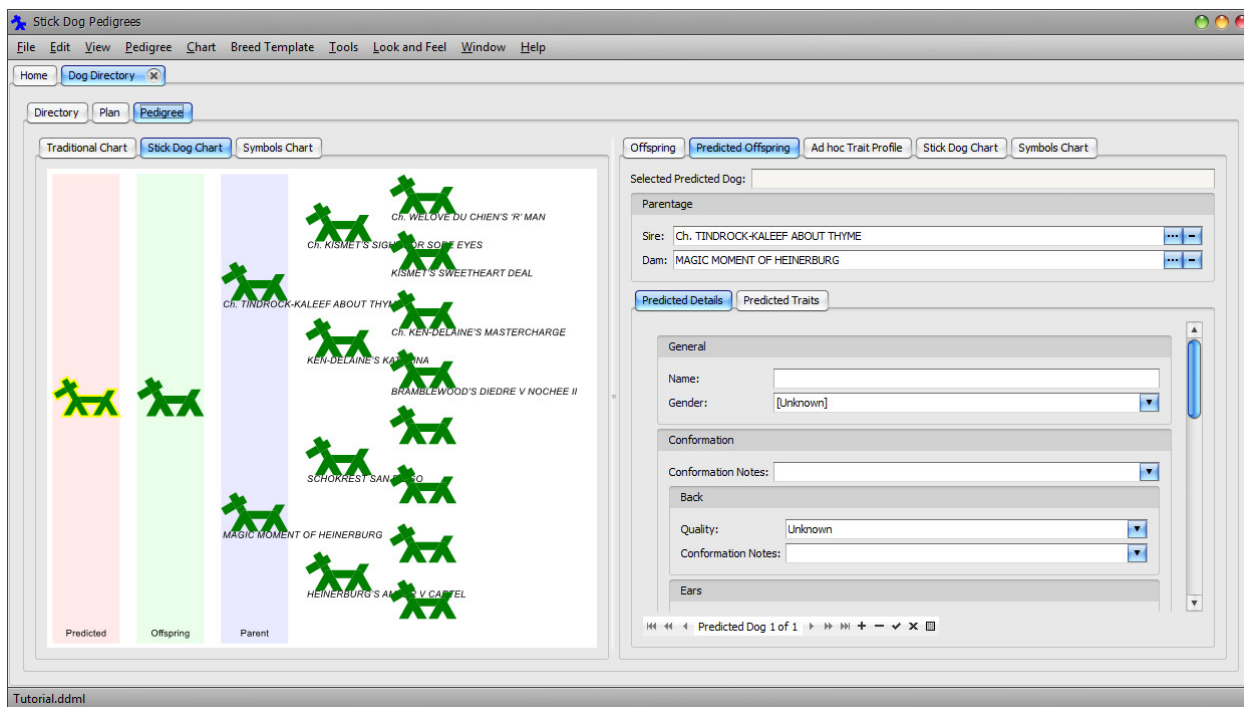 Stick Dog Pedigrees
File Edit View Pedigree Chart Breed Template Tools Look and Feel Window Help
Home Dog Directory
Directory Plan Pedigree
Traditional Chart Stick Dog Chart Symbols Chart
Ch. WELOVE DU CHIEN'S 'R' MAN
Ch. KISMET'S SIGHT FOR SORE EYES
KISMET'S SWEETHEART DEAL
Ch. TINDROCK-KALEEF ABOUT THYME
Ch. KEN-DELAINE'S MASTERCHARGE
KEN-DELAINE'S
BRAMBLEWOOD'S DIEDRE V NOCHEE II
SCHOKREST SAN
MAGIC MOMENT OF HEINERBURG
HEINERBURG'S V CARTEL
Predicted Offspring Parent
Offspring Predicted Offspring Ad hoc Trait Profile Stick Dog Chart Symbols Chart
Selected Predicted Dog:
Parentage
Sire: Ch. TINDROCK-KALEEF ABOUT THYME
Dam: MAGIC MOMENT OF HEINERBURG
Predicted Details Predicted Traits
General
Name:
Gender: [Unknown]
Conformation
Conformation Notes:
Back
Quality: Unknown
Conformation Notes:
Ears
Predicted Dog 1 of 1
Tutorial.ddml